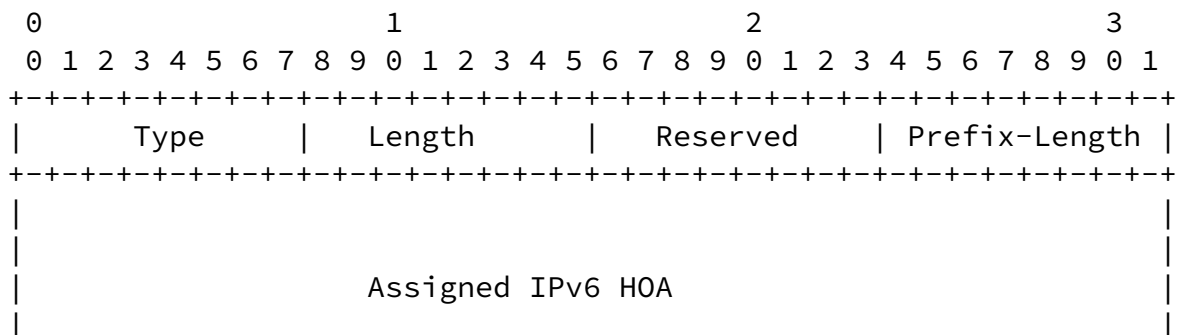 0                   1                   2                   3
 0 1 2 3 4 5 6 7 8 9 0 1 2 3 4 5 6 7 8 9 0 1 2 3 4 5 6 7 8 9 0 1
+-+-+-+-+-+-+-+-+-+-+-+-+-+-+-+-+-+-+-+-+-+-+-+-+-+-+-+-+-+-+-+-+
|      Type     |   Length      |   Reserved    | Prefix-Length |
+-+-+-+-+-+-+-+-+-+-+-+-+-+-+-+-+-+-+-+-+-+-+-+-+-+-+-+-+-+-+-+-+
|                                                               |
|                                                               |
|                   Assigned IPv6 HOA                           |
|                                                               |